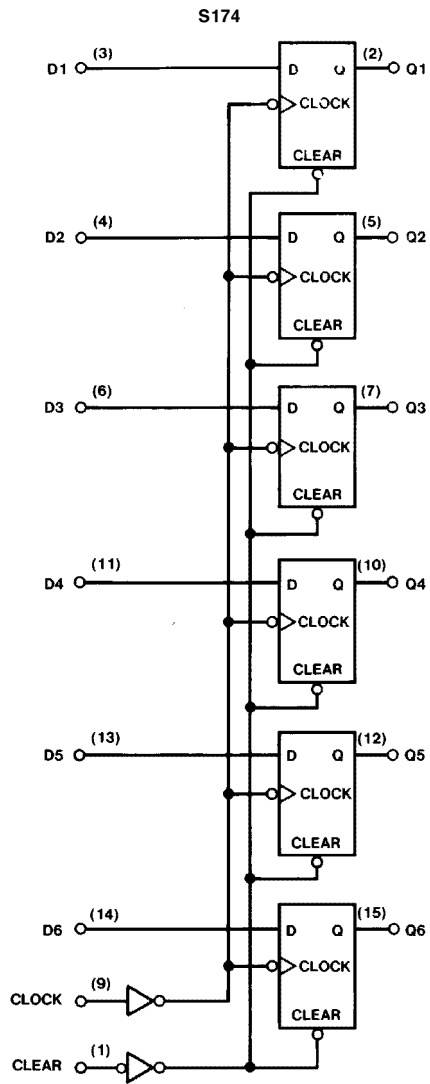 S174
D1 (3) D Q (2) Q1
CLOCK
CLEAR
D2 (4) D Q (5) Q2
CLOCK
CLEAR
D3 (6) D Q (7) Q3
CLOCK
CLEAR
D4 (11) D Q (10) Q4
CLOCK
CLEAR
D5 (13) D Q (12) Q5
CLOCK
CLEAR
D6 (14) D Q (15) Q6
CLOCK
CLOCK (9)
CLEAR
CLEAR (1)